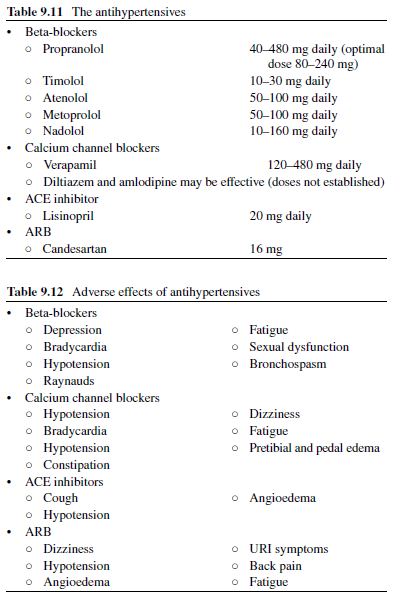 Table 9.11 The antihypertensives
• Beta-blockers
○ Propranolol 40–480 mg daily (optimal
dose 80–240 mg)
○ Timolol 10–30 mg daily
○ Atenolol 50–100 mg daily
○ Metoprolol 50–100 mg daily
○ Nadolol 10–160 mg daily
• Calcium channel blockers
○ Verapamil 120–480 mg daily
○ Diltiazem and amlodipine may be effective (doses not established)
• ACE inhibitor
○ Lisinopril 20 mg daily
• ARB
○ Candesartan 16 mg
Table 9.12 Adverse effects of antihypertensives
• Beta-blockers
○ Depression ○ Fatigue
○ Bradycardia ○ Sexual dysfunction
○ Hypotension ○ Bronchospasm
○ Raynauds
• Calcium channel blockers
○ Hypotension ○ Dizziness
○ Bradycardia ○ Fatigue
○ Hypotension ○ Pretibial and pedal edema
○ Constipation
• ACE inhibitors
○ Cough ○ Angioedema
○ Hypotension
• ARB
○ Dizziness ○ URI symptoms
○ Hypotension ○ Back pain
○ Angioedema ○ Fatigue